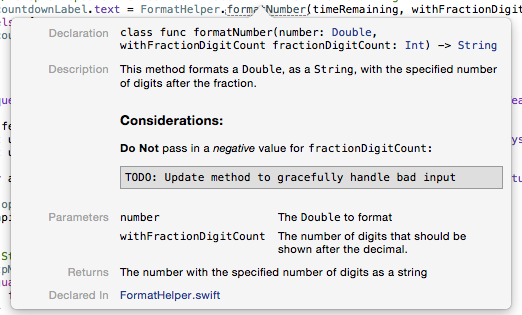 countdownLabel.text = FormatHelper.formatNumber(timeRemaining, withFractionDigit
Declaration class func formatNumber(number: Double,
withFractionDigitCount fractionDigitCount: Int) -> String
Description This method formats a Double, as a String, with the specified number
of digits after the fraction.
Considerations:
Do Not pass in a negative value for fractionDigitCount:
TODO: Update method to gracefully handle bad input
Parameters number The Double to format
withFractionDigitCount The number of digits that should be
shown after the decimal.
Returns The number with the specified number of digits as a string
Declared In FormatHelper.swift